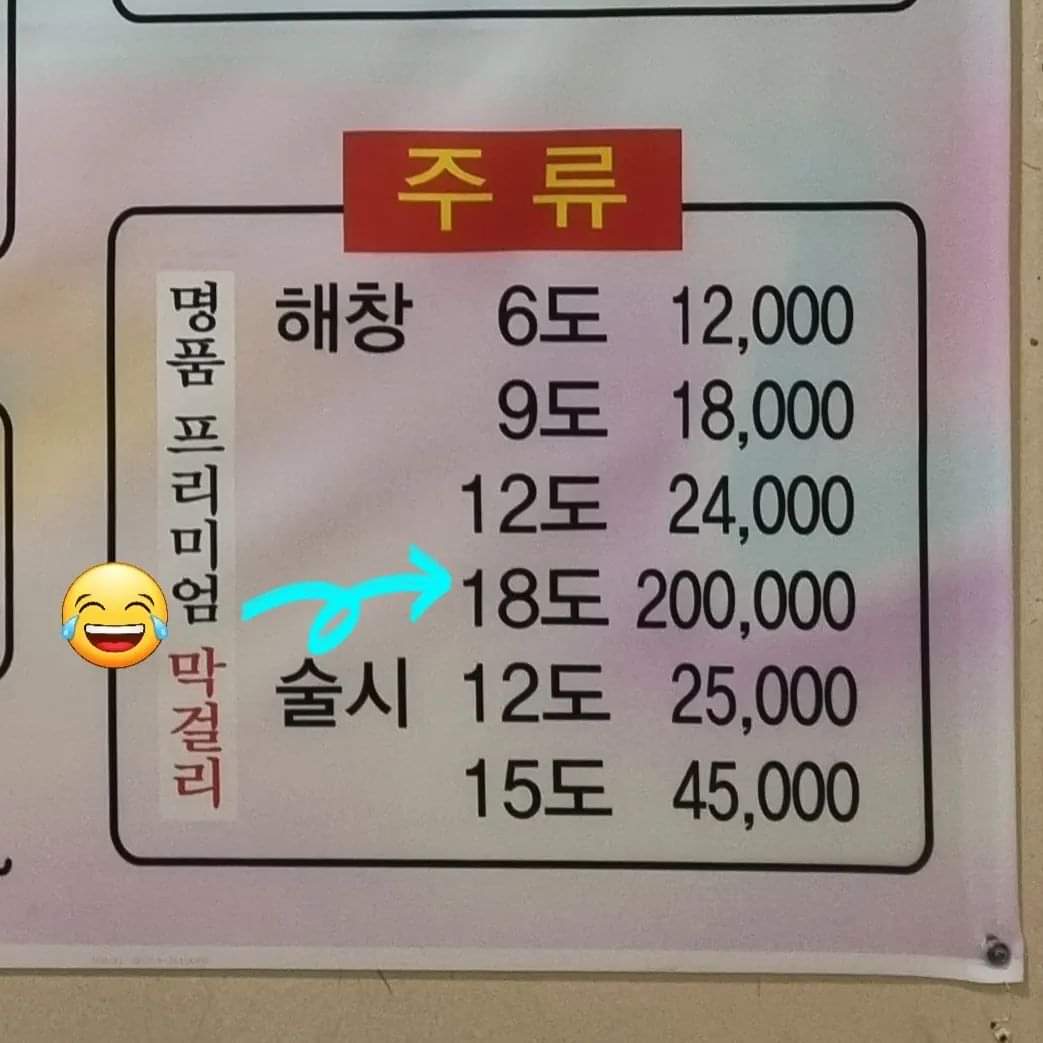 주류
명품 프리미엄 막걸리
해창 6도 12,000
9도 18,000
12도 24,000
18도 200,000
술시 12도 25,000
15도 45,000